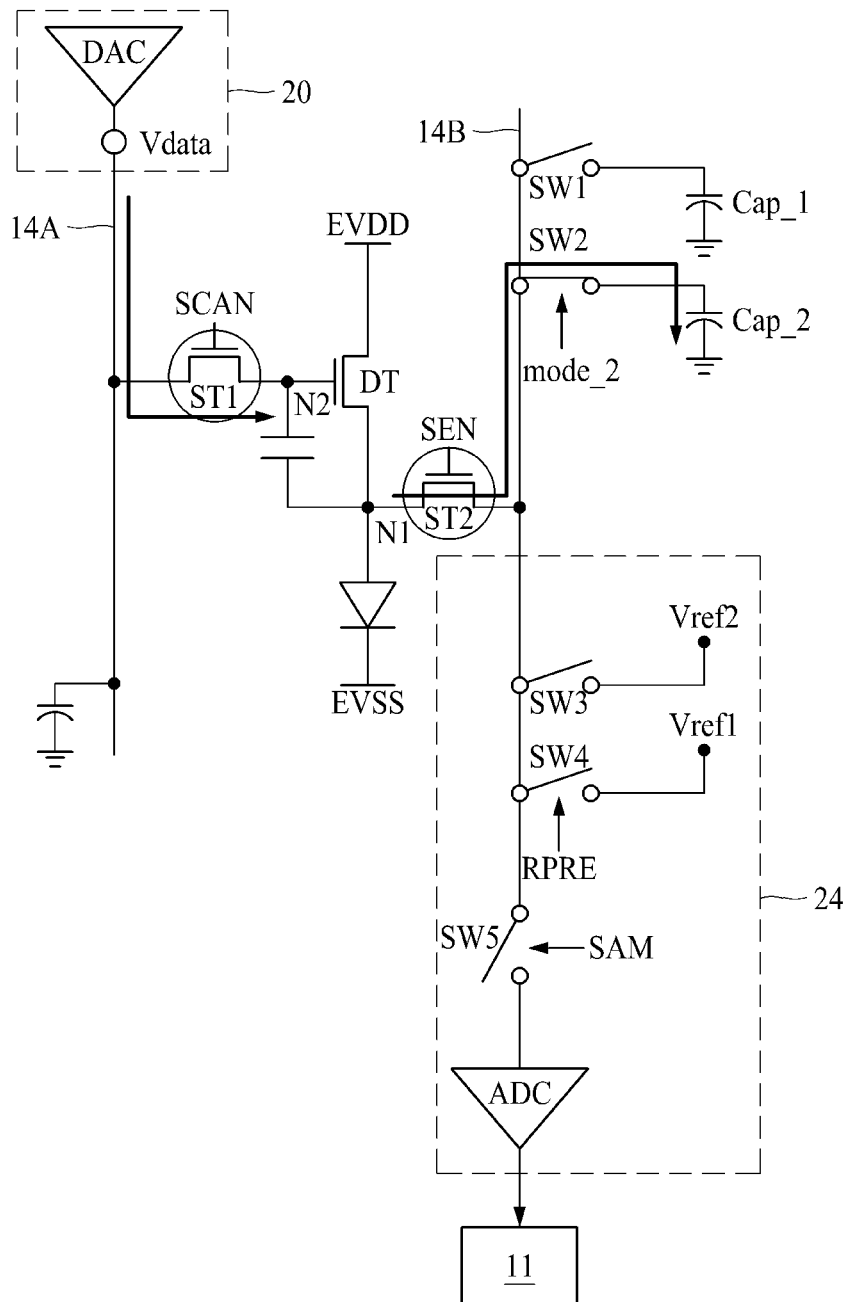 DAC
20
Vdata
14B
SW1
Cap_1
14A
EVDD
SW2
SCAN
Cap_2
mode_2
ST1
N2
DT
SEN
N1
ST2
Vref2
EVSS
SW3
Vref1
SW4
RPRE
24
SW5
SAM
ADC
11